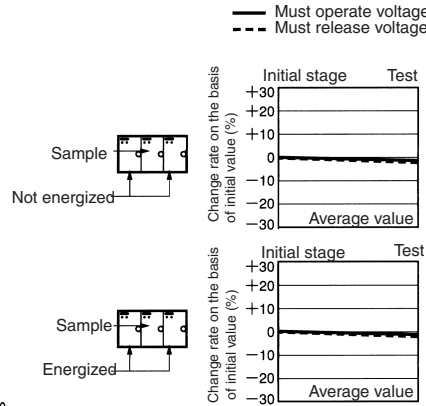 Must operate voltage
Must release voltage
Initial stage Test
Change rate on the basis
of initial value (%)
+30
+20
+10
0
−10
−20
−30
Average value
Sample
Not energized
Initial stage Test
Change rate on the basis
of initial value (%)
+30
+20
+10
0
−10
−20
−30
Average value
Sample
Energized